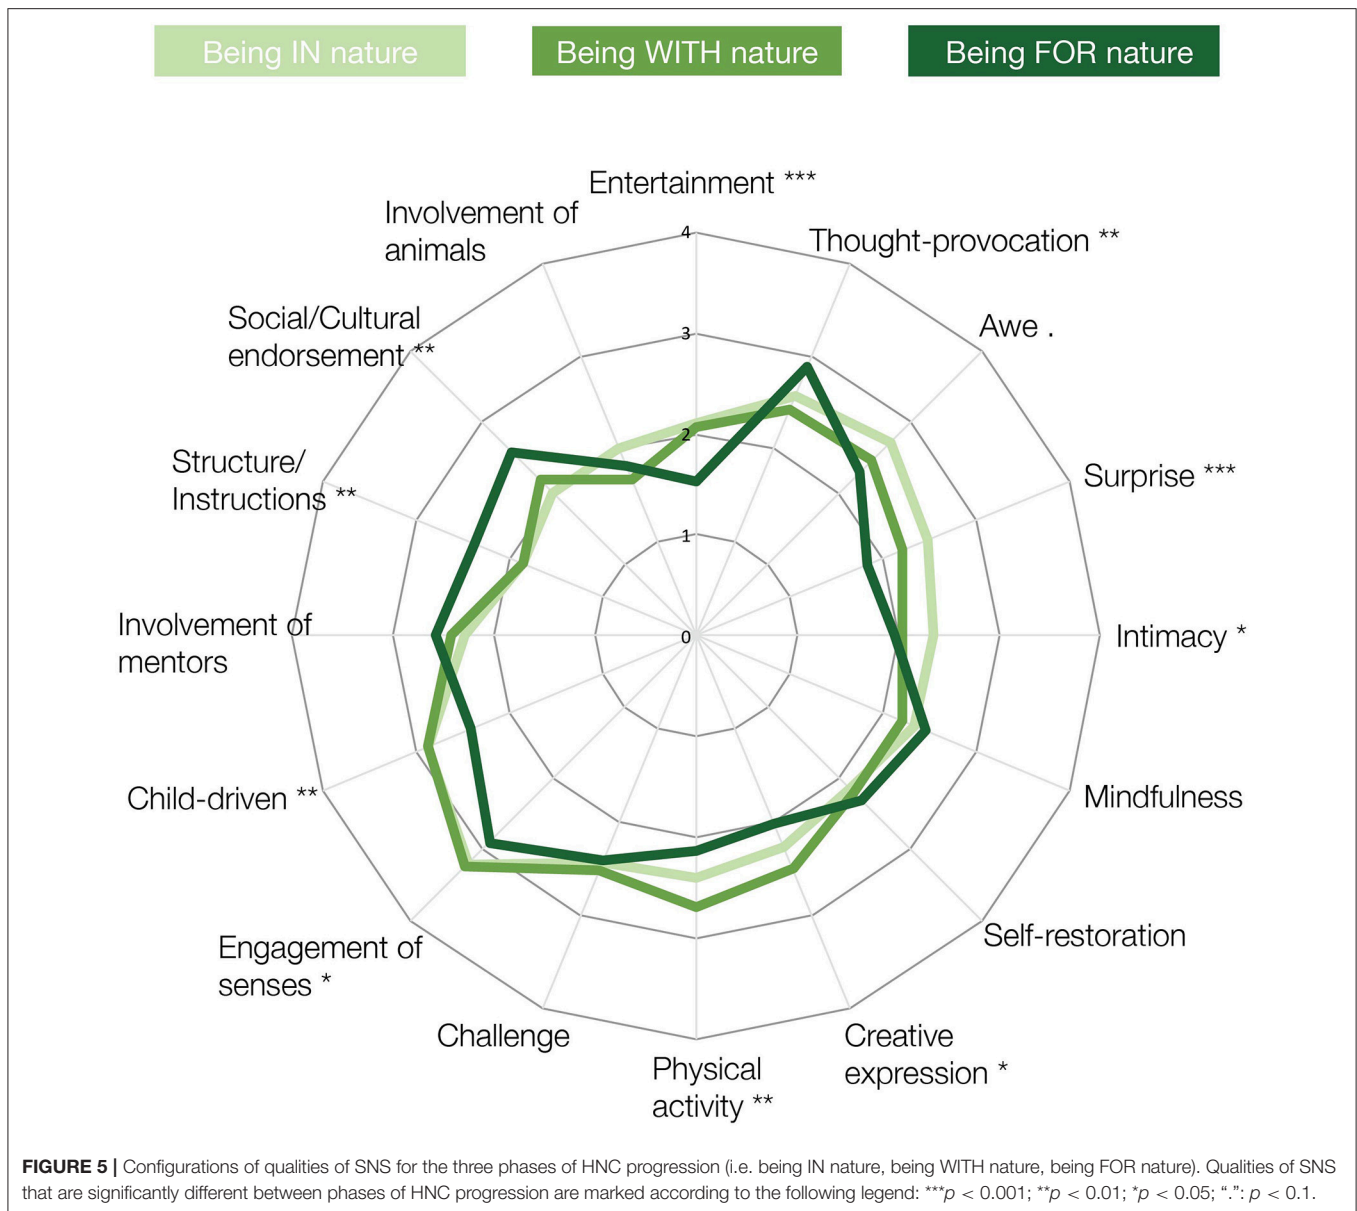 Being IN nature
Being WITH nature
Being FOR nature
Entertainment ***
Involvement of
animals
Thought-provocation **
Social/Cultural
endorsement **
Awe .
Structure/
Instructions **
Surprise ***
Involvement of
mentors
Intimacy *
Child-driven **
Mindfulness
Engagement of
senses *
Self-restoration
Challenge
Creative
expression *
Physical
activity **
4
3
2
1
0
FIGURE 5 | Configurations of qualities of SNS for the three phases of HNC progression (i.e. being IN nature, being WITH nature, being FOR nature). Qualities of SNS
that are significantly different between phases of HNC progression are marked according to the following legend: ***p < 0.001; **p < 0.01; *p < 0.05; “.”: p < 0.1.